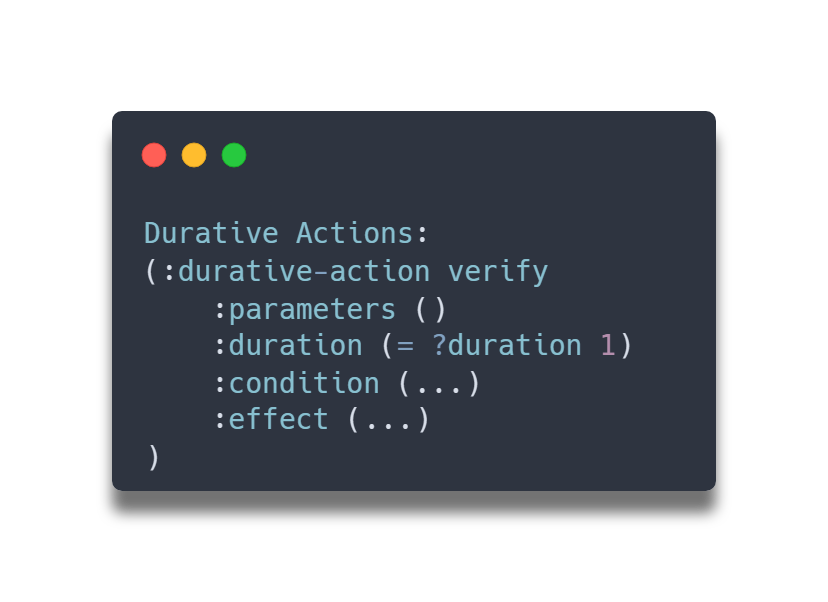 Durative Actions:
(:durative-action verify
    :parameters ()
    :duration (= ?duration 1)
    :condition (...)
    :effect (...)
)